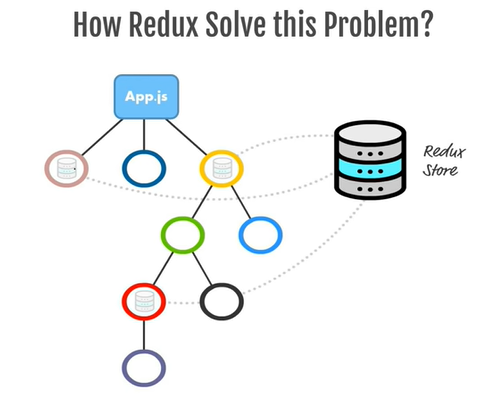 How Redux Solve this Problem?
App.js
Redux
Store